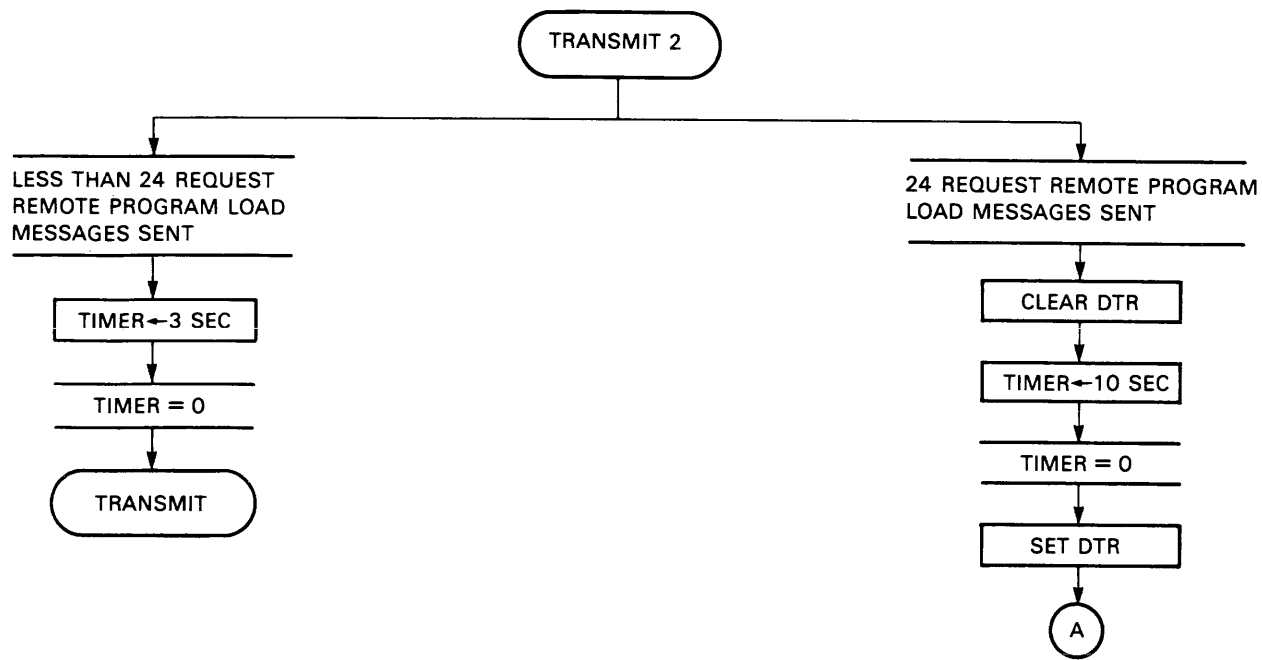 TRANSMIT 2
LESS THAN 24 REQUEST
REMOTE PROGRAM LOAD
MESSAGES SENT
TIMER←3 SEC
TIMER = 0
TRANSMIT
24 REQUEST REMOTE PROGRAM
LOAD MESSAGES SENT
CLEAR DTR
TIMER←10 SEC
TIMER = 0
SET DTR
A